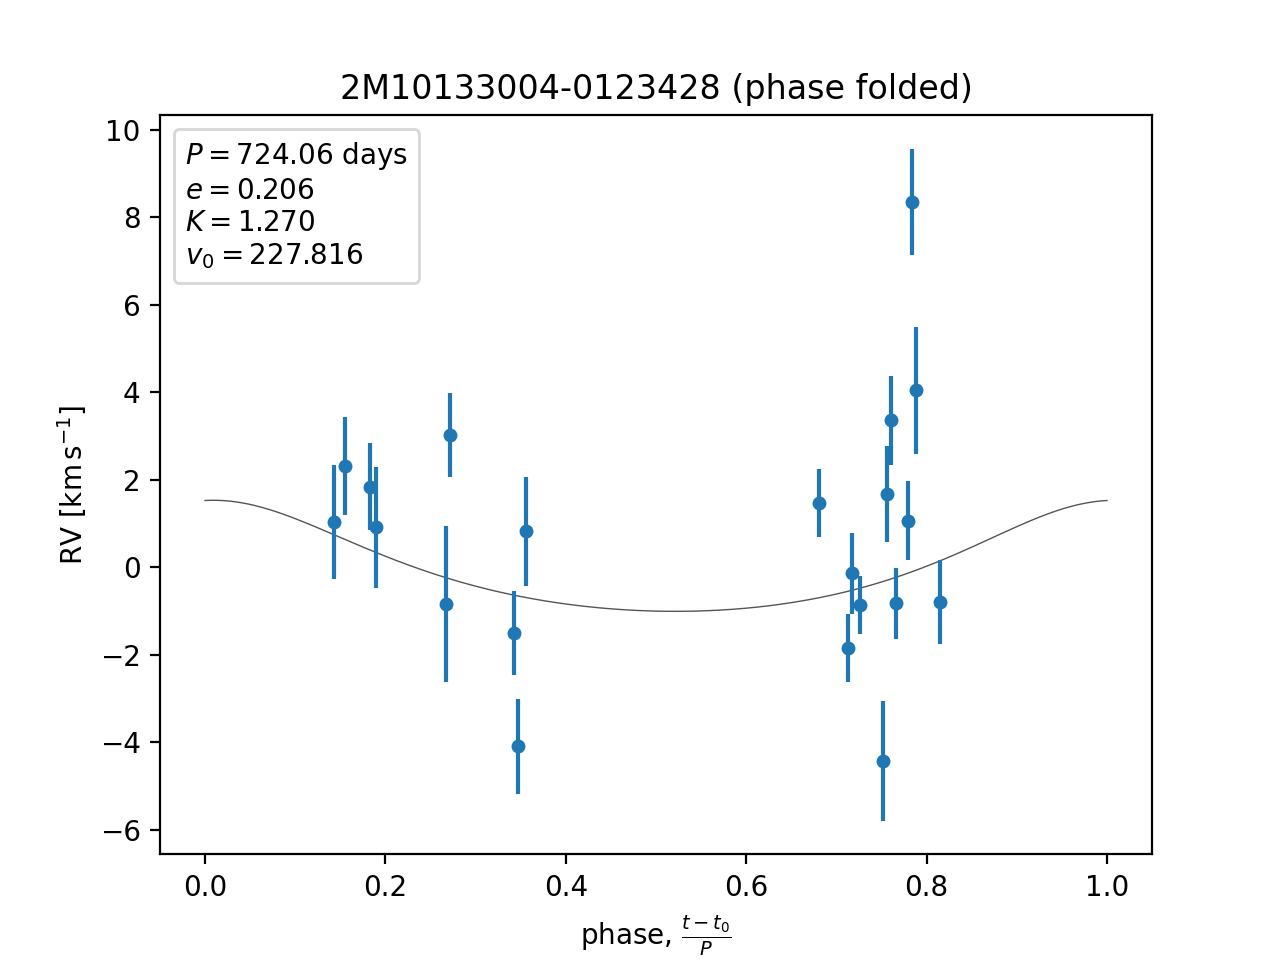 2M10133004-0123428 (phase folded)
P = 724.06 days
e = 0.206
K = 1.270
v₀ = 227.816
10
8
6
4
2
0
−2
−4
−6
RV [km s⁻¹]
0.0 0.2 0.4 0.6 0.8 1.0
phase, (t − t₀)/P